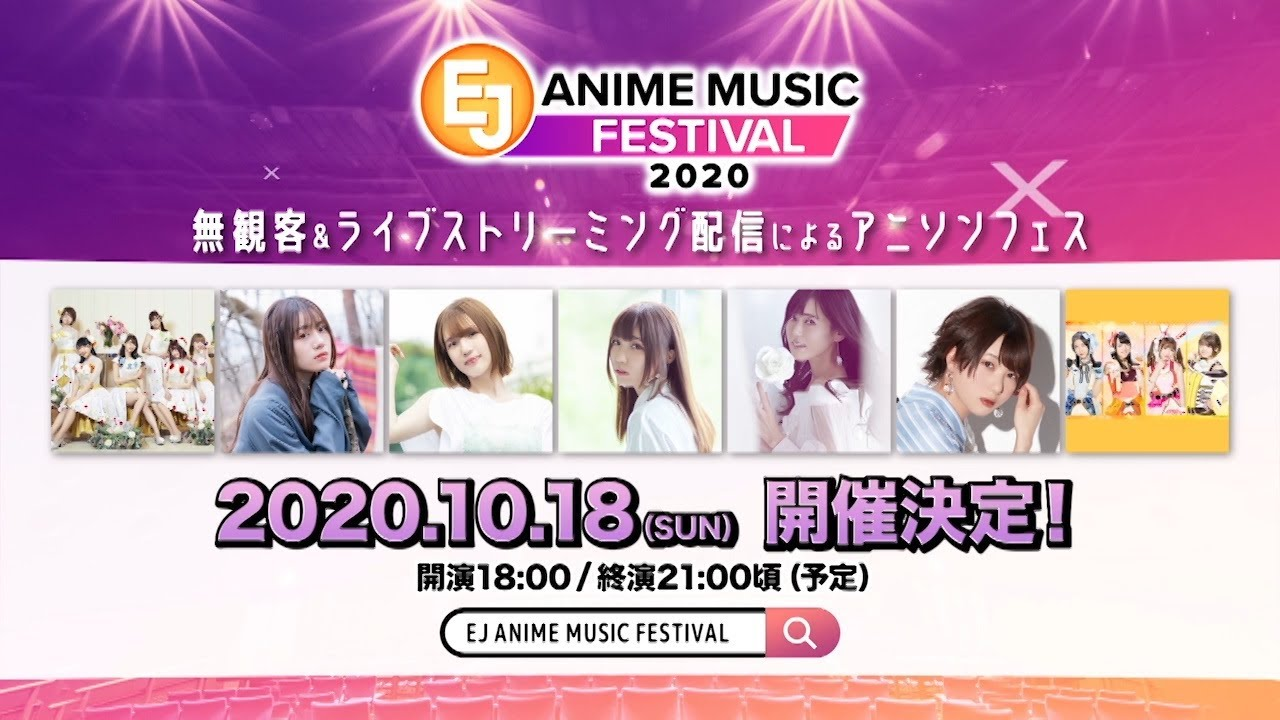 EJ ANIME MUSIC
FESTIVAL
2020
無観客&ライブストリーミング配信によるアニソンフェス
2020.10.18(SUN) 開催決定!
開演18:00/終演21:00頃(予定)
EJ ANIME MUSIC FESTIVAL